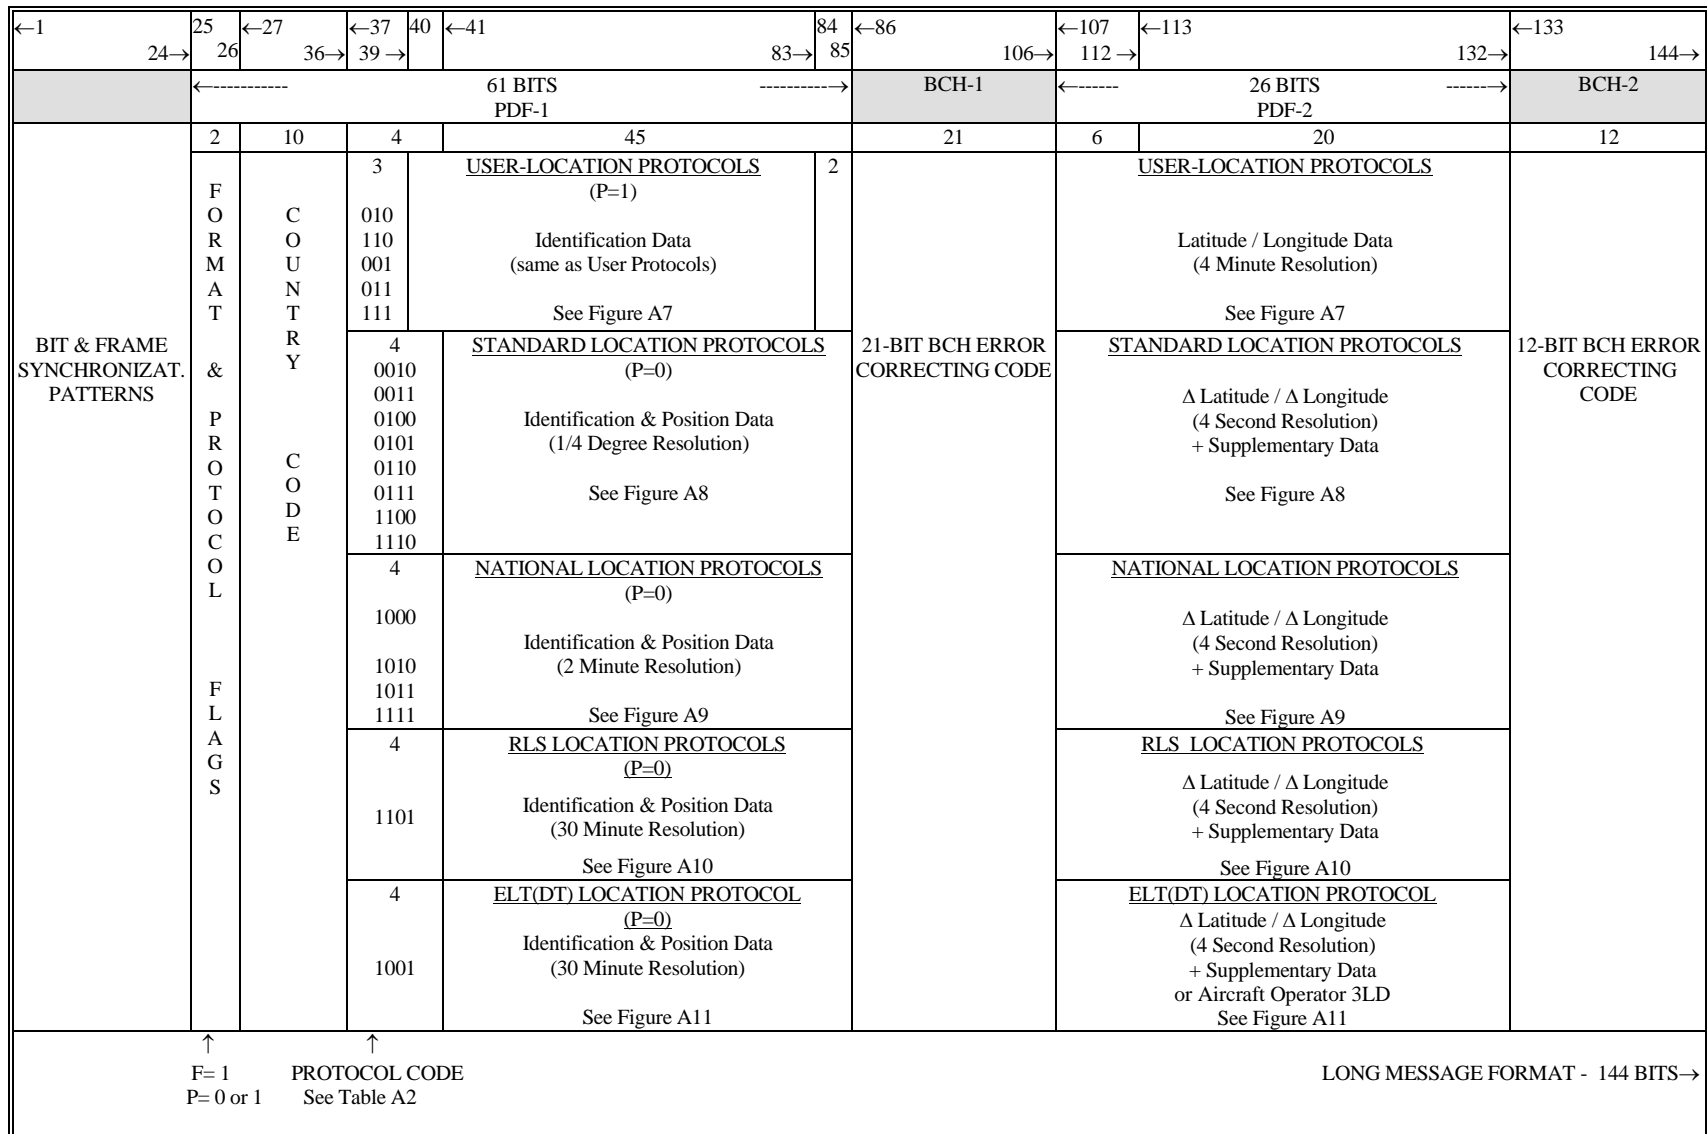 ←1 25 ←27 ←37 40 ←41 84 ←86 ←107 ←113 ←133
24→ 26 36→ 39 → 83→ 85 106→ 112 → 132→ 144→
←----------- 61 BITS -----------→ BCH-1 ←------ 26 BITS ------→ BCH-2
PDF-1 PDF-2
2 10 4 45 21 6 20 12
BIT & FRAME
SYNCHRONIZAT.
PATTERNS
F
O
R
M
A
T
&
P
R
O
T
O
C
O
L
F
L
A
G
S
C
O
U
N
T
R
Y
C
O
D
E
3
010
110
001
011
111
USER-LOCATION PROTOCOLS
(P=1)
Identification Data
(same as User Protocols)
See Figure A7
2
4
0010
0011
0100
0101
0110
0111
1100
1110
STANDARD LOCATION PROTOCOLS
(P=0)
Identification & Position Data
(1/4 Degree Resolution)
See Figure A8
4
1000
1010
1011
1111
NATIONAL LOCATION PROTOCOLS
(P=0)
Identification & Position Data
(2 Minute Resolution)
See Figure A9
4
1101
RLS LOCATION PROTOCOLS
(P=0)
Identification & Position Data
(30 Minute Resolution)
See Figure A10
4
1001
ELT(DT) LOCATION PROTOCOL
(P=0)
Identification & Position Data
(30 Minute Resolution)
See Figure A11
21-BIT BCH ERROR
CORRECTING CODE
USER-LOCATION PROTOCOLS
Latitude / Longitude Data
(4 Minute Resolution)
See Figure A7
STANDARD LOCATION PROTOCOLS
Δ Latitude / Δ Longitude
(4 Second Resolution)
+ Supplementary Data
See Figure A8
NATIONAL LOCATION PROTOCOLS
Δ Latitude / Δ Longitude
(4 Second Resolution)
+ Supplementary Data
See Figure A9
RLS LOCATION PROTOCOLS
Δ Latitude / Δ Longitude
(4 Second Resolution)
+ Supplementary Data
See Figure A10
ELT(DT) LOCATION PROTOCOL
Δ Latitude / Δ Longitude
(4 Second Resolution)
+ Supplementary Data
or Aircraft Operator 3LD
See Figure A11
12-BIT BCH ERROR
CORRECTING
CODE
↑ ↑
F= 1 PROTOCOL CODE LONG MESSAGE FORMAT - 144 BITS→
P= 0 or 1 See Table A2